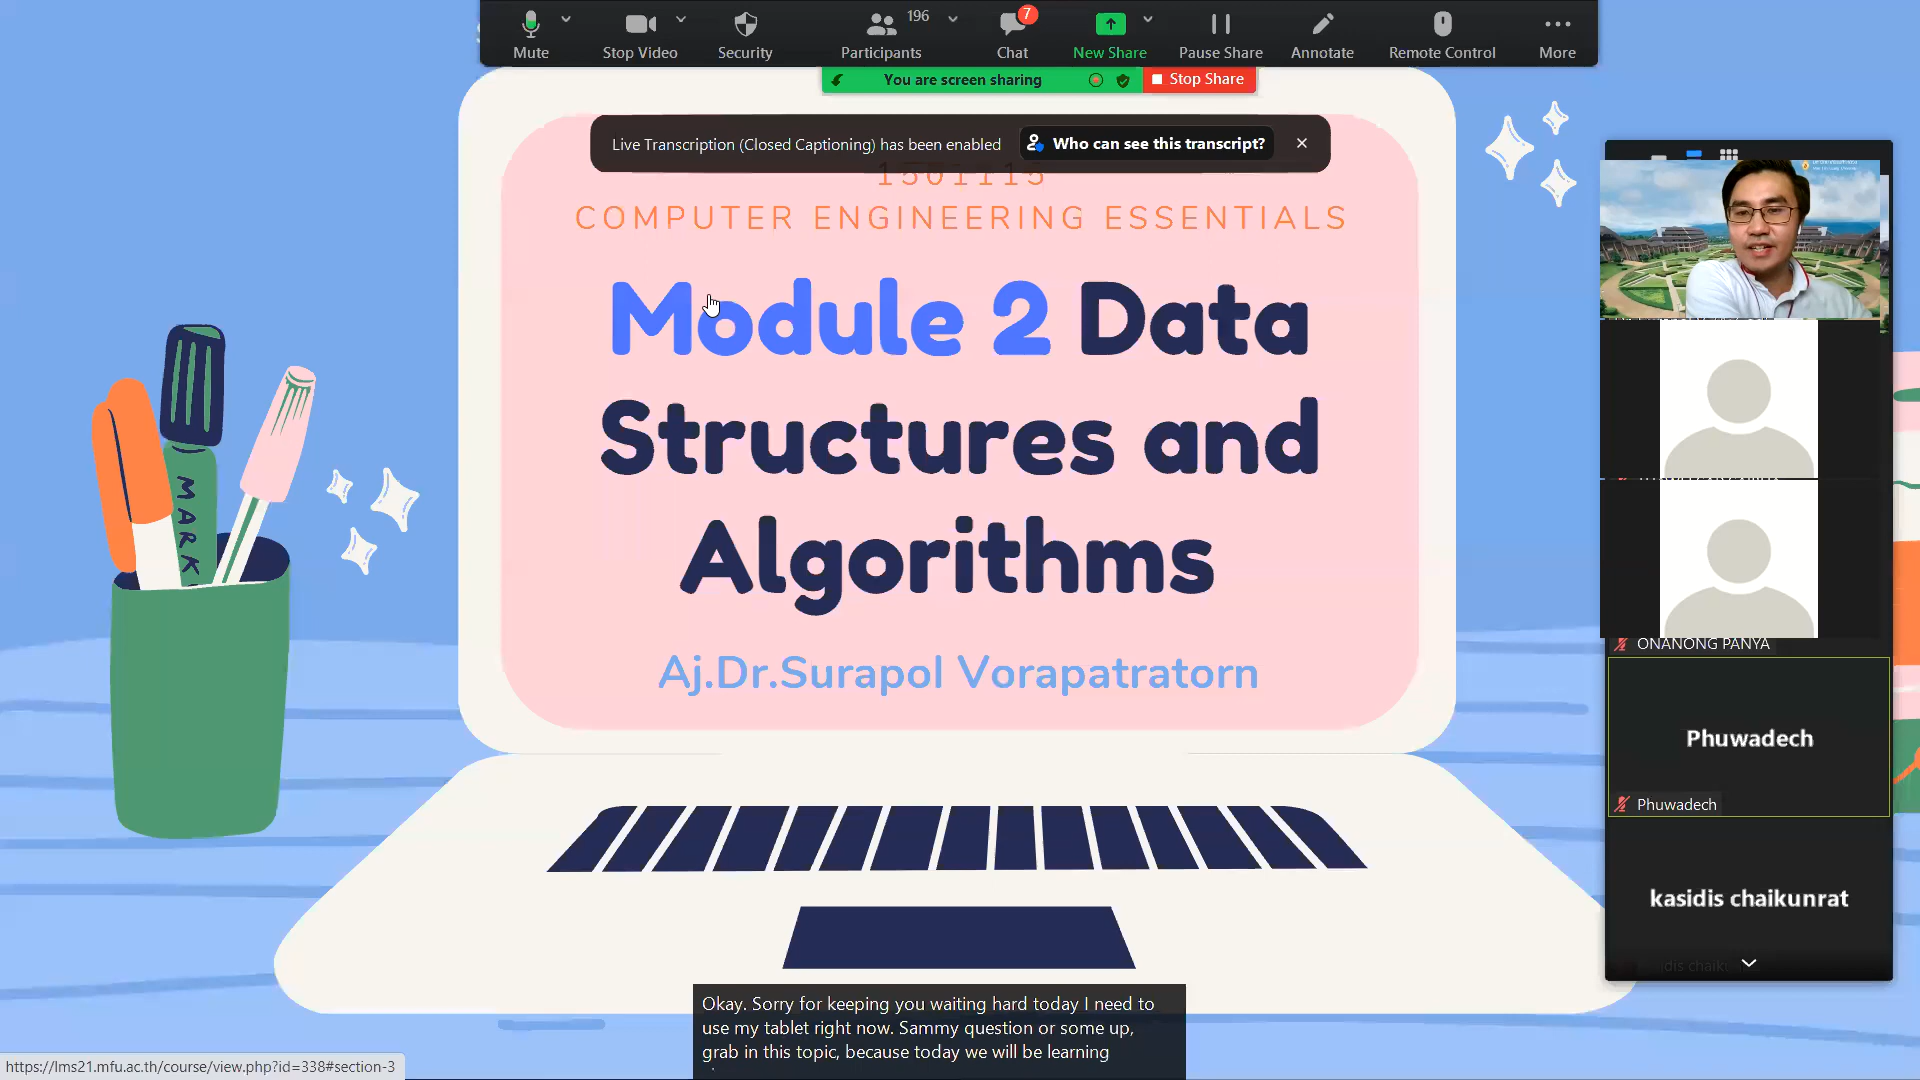 Mute
Stop Video
Security
196
Participants
7
Chat
New Share
Pause Share
Annotate
Remote Control
More
You are screen sharing
Stop Share
Live Transcription (Closed Captioning) has been enabled
Who can see this transcript?
1501115
COMPUTER ENGINEERING ESSENTIALS
Module 2 Data
Structures and
Algorithms
Aj.Dr.Surapol Vorapatratorn
MARK
ONANONG PANYA
Phuwadech
Phuwadech
kasidis chaikunrat
Okay. Sorry for keeping you waiting hard today I need to
use my tablet right now. Sammy question or some up,
grab in this topic, because today we will be learning
https://lms21.mfu.ac.th/course/view.php?id=338#section-3